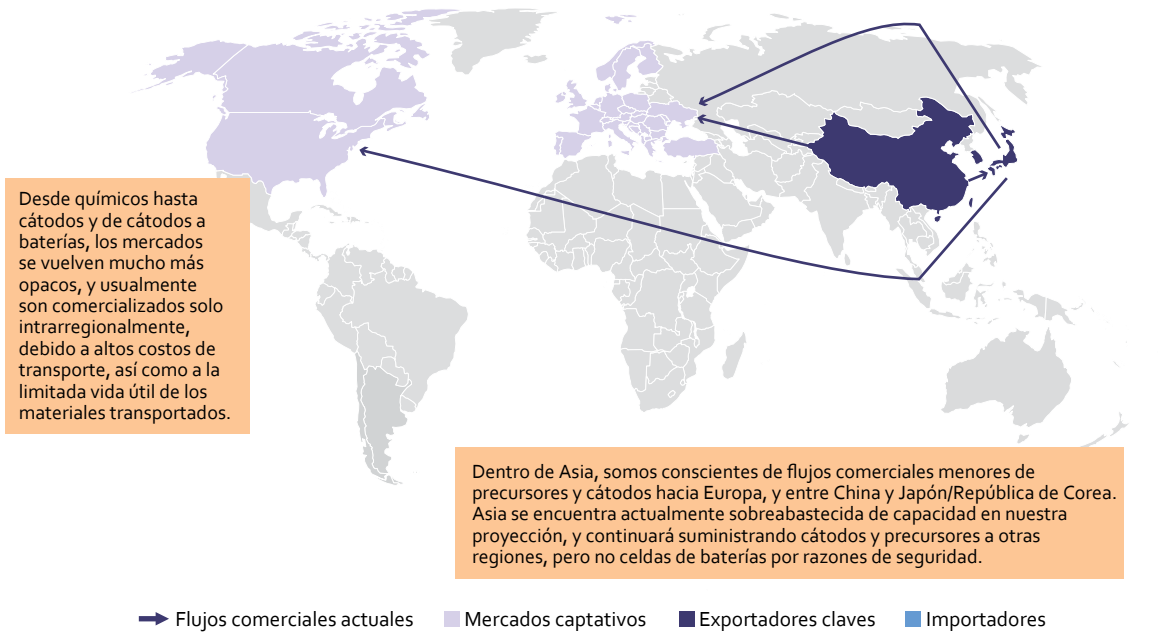 Desde químicos hasta
cátodos y de cátodos a
baterías, los mercados
se vuelven mucho más
opacos, y usualmente
son comercializados solo
intrarregionalmente,
debido a altos costos de
transporte, así como a la
limitada vida útil de los
materiales transportados.
Dentro de Asia, somos conscientes de flujos comerciales menores de
precursores y cátodos hacia Europa, y entre China y Japón/República de Corea.
Asia se encuentra actualmente sobreabastecida de capacidad en nuestra
proyección, y continuará suministrando cátodos y precursores a otras
regiones, pero no celdas de baterías por razones de seguridad.
Flujos comerciales actuales Mercados captativos Exportadores claves Importadores